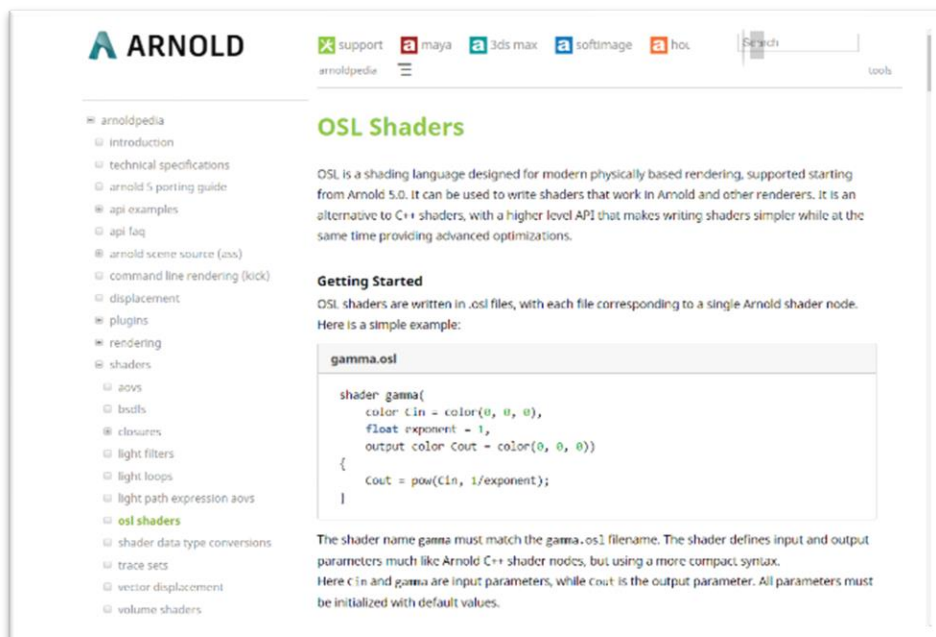 ARNOLD
support maya 3ds max softimage hou
Search
arnoldpedia
tools
arnoldpedia
introduction
technical specifications
arnold 5 porting guide
api examples
api faq
arnold scene source (ass)
command line rendering (kick)
displacement
plugins
rendering
shaders
aovs
bsdfs
closures
light filters
light loops
light path expression aovs
osl shaders
shader data type conversions
trace sets
vector displacement
volume shaders
OSL Shaders
OSL is a shading language designed for modern physically based rendering, supported starting
from Arnold 5.0. It can be used to write shaders that work in Arnold and other renderers. It is an
alternative to C++ shaders, with a higher level API that makes writing shaders simpler while at the
same time providing advanced optimizations.
Getting Started
OSL shaders are written in .osl files, with each file corresponding to a single Arnold shader node.
Here is a simple example:
gamma.osl
shader gamma(
color Cin = color(0, 0, 0),
float exponent = 1,
output color Cout = color(0, 0, 0))
{
Cout = pow(Cin, 1/exponent);
}
The shader name gamma must match the gamma.osl filename. The shader defines input and output
parameters much like Arnold C++ shader nodes, but using a more compact syntax.
Here Cin and gamma are input parameters, while Cout is the output parameter. All parameters must
be initialized with default values.